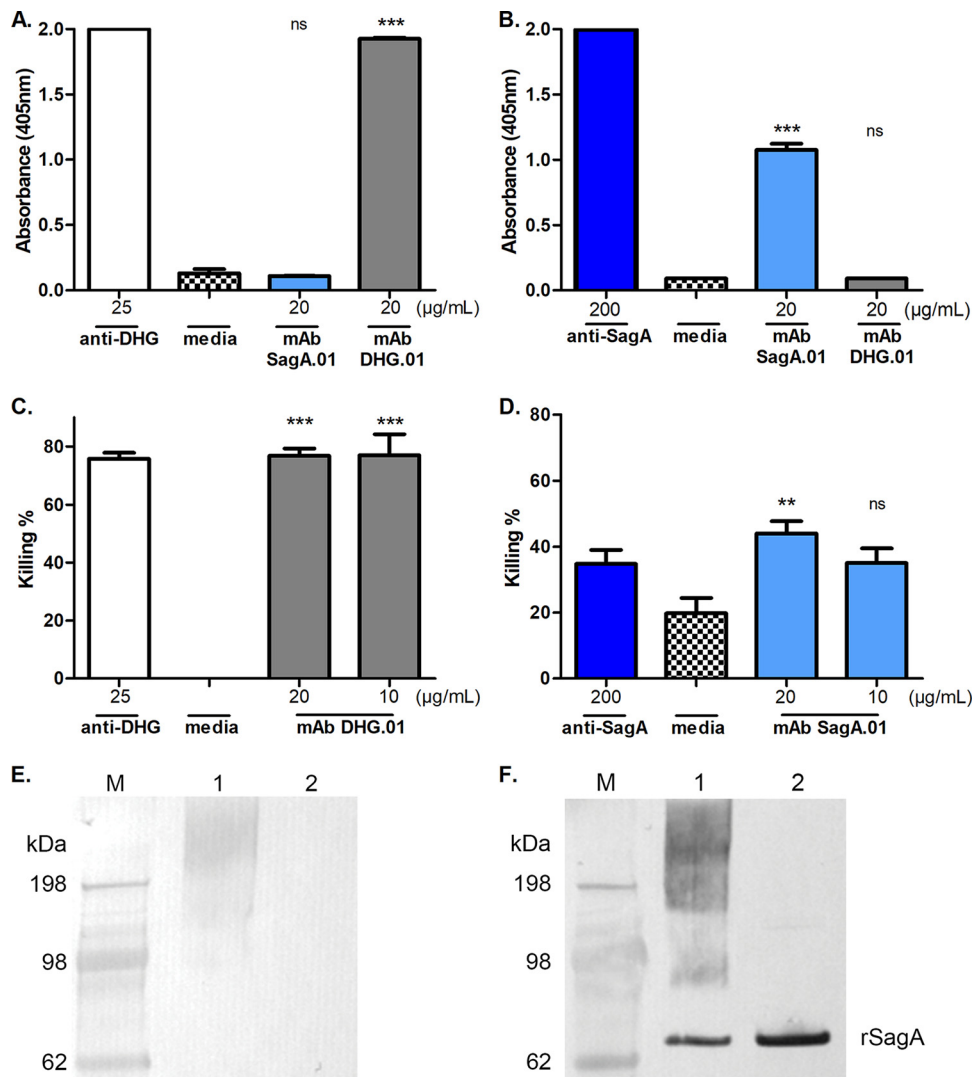 A.
ns
***
2.0
1.5
1.0
0.5
0.0
Absorbance (405nm)
25
20
20
(µg/mL)
anti-DHG
media
mAb
SagA.01
mAb
DHG.01
B.
***
ns
2.0
1.5
1.0
0.5
0.0
Absorbance (405nm)
200
20
20
(µg/mL)
anti-SagA
media
mAb
SagA.01
mAb
DHG.01
C.
***
***
80
60
40
20
0
Killing %
25
20
10
(µg/mL)
anti-DHG
media
mAb DHG.01
D.
**
ns
80
60
40
20
0
Killing %
200
20
10
(µg/mL)
anti-SagA
media
mAb SagA.01
E.
M
1
2
kDa
198
98
62
F.
M
1
2
kDa
198
98
62
rSagA